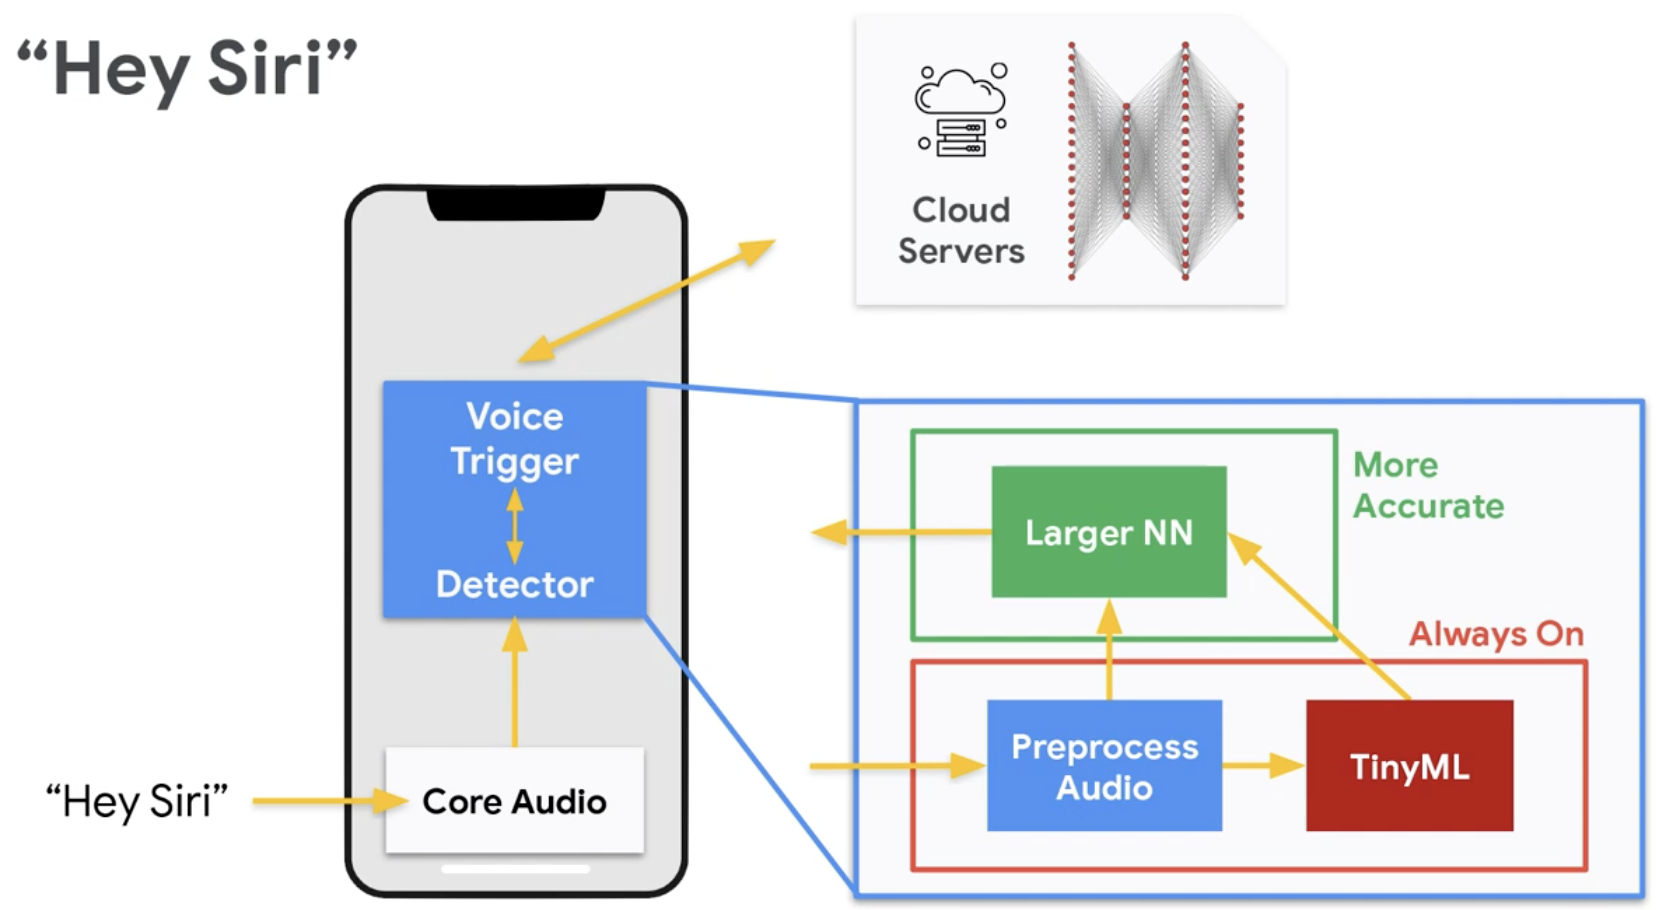 “Hey Siri”
Cloud
Servers
Voice
Trigger
Detector
“Hey Siri”
Core Audio
More
Accurate
Larger NN
Always On
Preprocess
Audio
TinyML